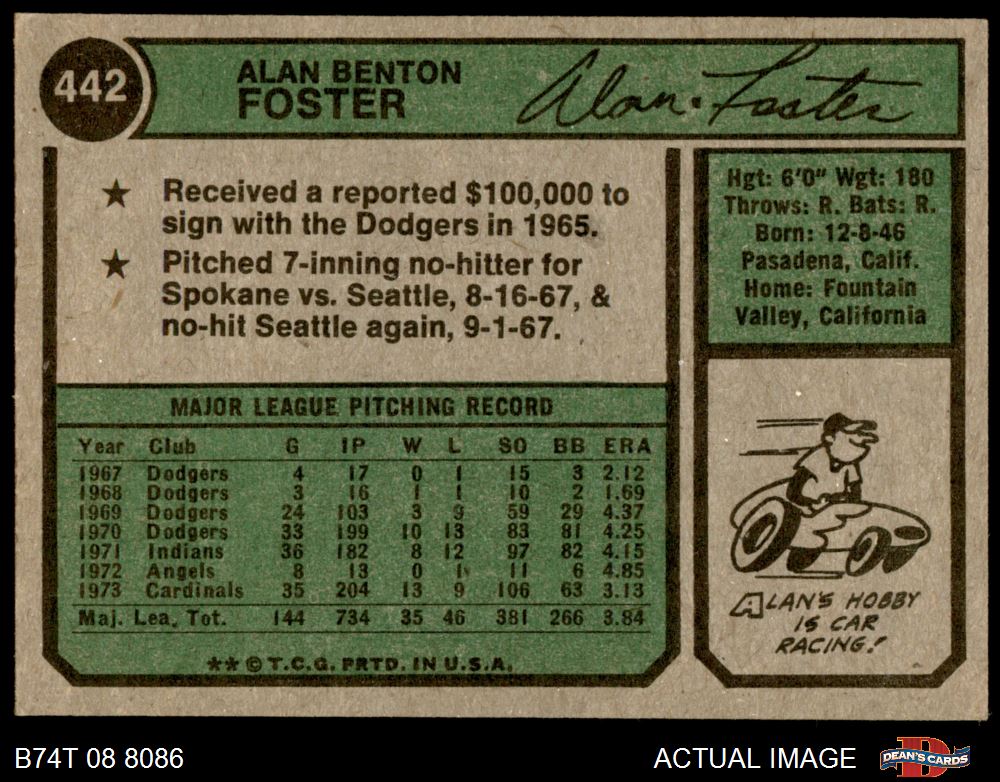 442
ALAN BENTON
FOSTER
Alan Foster
★ Received a reported $100,000 to
sign with the Dodgers in 1965.
★ Pitched 7-inning no-hitter for
Spokane vs. Seattle, 8-16-67, &
no-hit Seattle again, 9-1-67.
Hgt: 6'0" Wgt: 180
Throws: R. Bats: R.
Born: 12-8-46
Pasadena, Calif.
Home: Fountain
Valley, California
MAJOR LEAGUE PITCHING RECORD
Year Club G IP W L SO BB ERA
1967 Dodgers 4 17 0 1 15 3 2.12
1968 Dodgers 3 16 1 1 10 2 1.69
1969 Dodgers 24 103 3 9 59 29 4.37
1970 Dodgers 33 199 10 13 83 81 4.25
1971 Indians 36 182 8 12 97 82 4.15
1972 Angels 8 13 0 1 11 6 4.85
1973 Cardinals 35 204 13 9 106 63 3.13
Maj. Lea. Tot. 144 734 35 46 381 266 3.84
**© T.C.G. PRTD. IN U.S.A.
ALAN'S HOBBY
IS CAR
RACING!
B74T 08 8086
ACTUAL IMAGE
DEAN'S CARDS